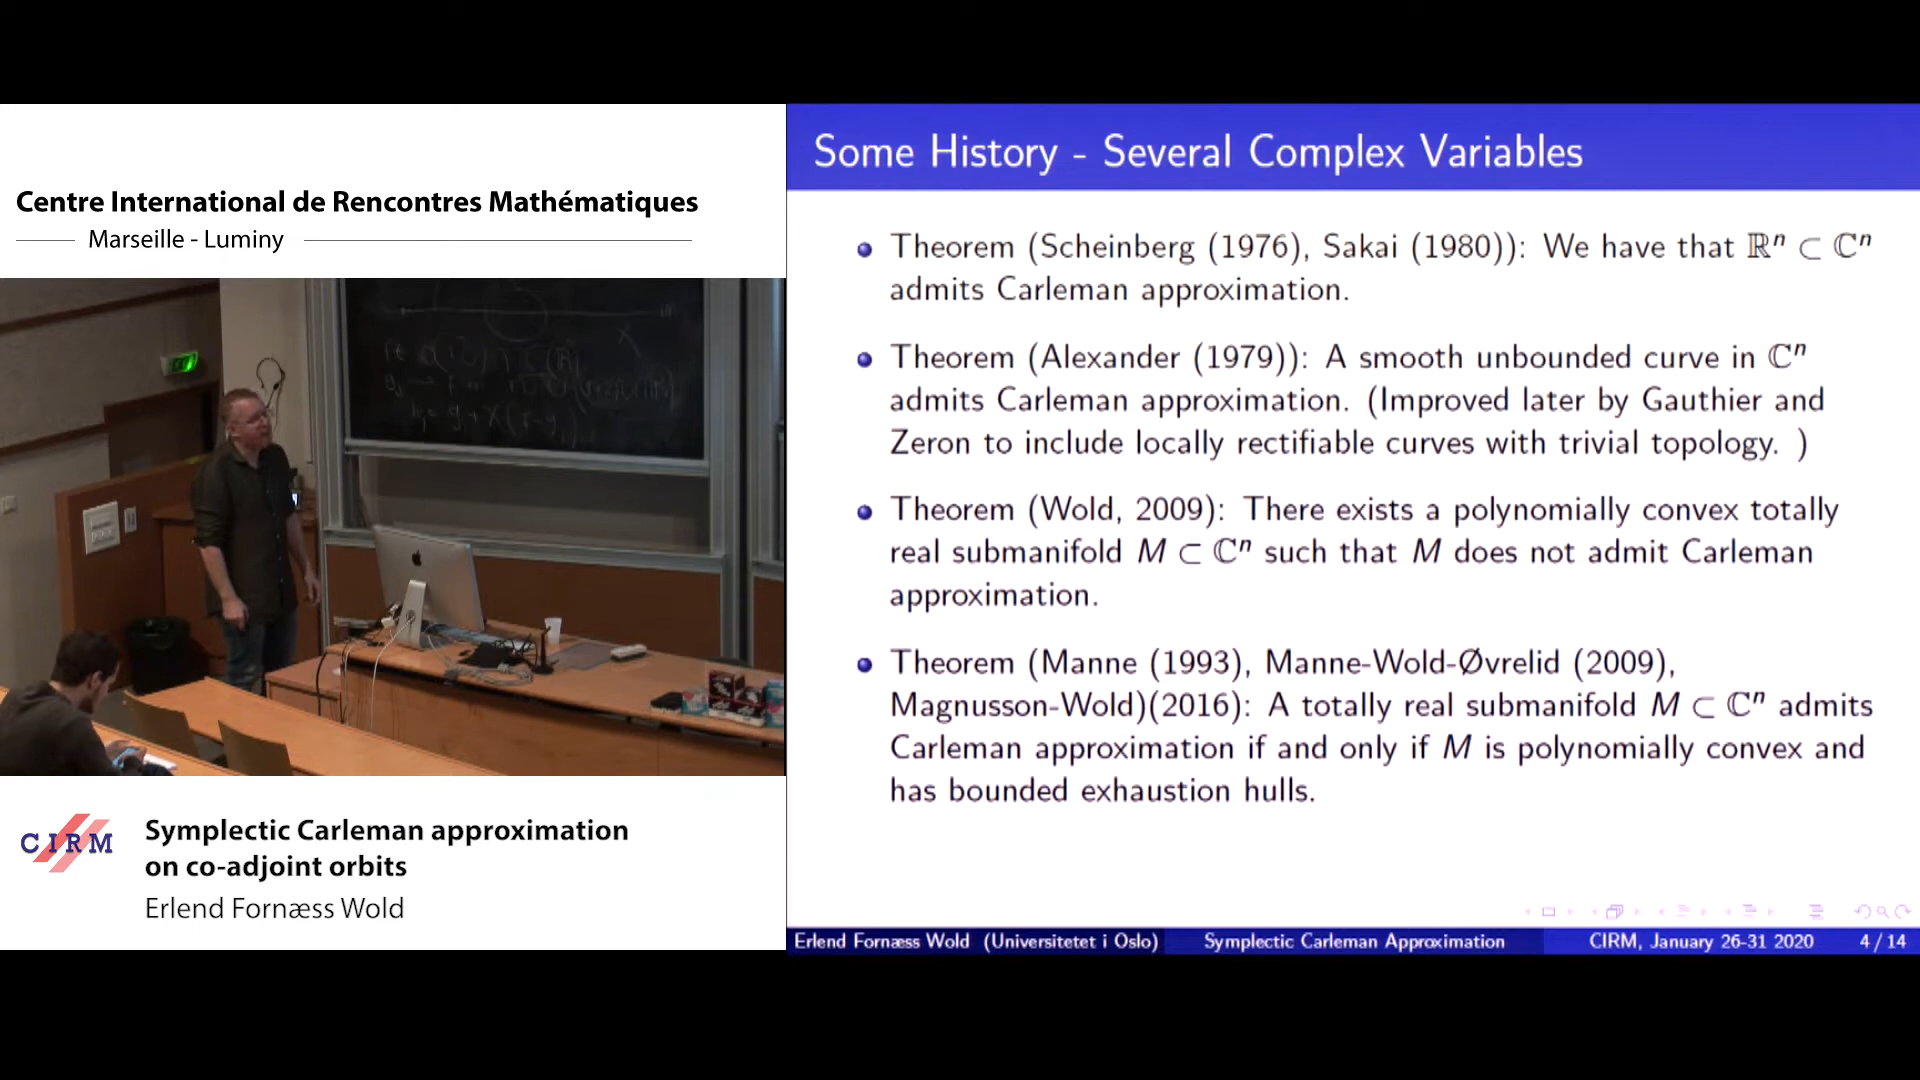 Centre International de Rencontres Mathématiques
Marseille - Luminy
CIRM
Symplectic Carleman approximation
on co-adjoint orbits
Erlend Fornæss Wold
Some History - Several Complex Variables
Theorem (Scheinberg (1976), Sakai (1980)): We have that ℝⁿ ⊂ ℂⁿ
admits Carleman approximation.
Theorem (Alexander (1979)): A smooth unbounded curve in ℂⁿ
admits Carleman approximation. (Improved later by Gauthier and
Zeron to include locally rectifiable curves with trivial topology. )
Theorem (Wold, 2009): There exists a polynomially convex totally
real submanifold M ⊂ ℂⁿ such that M does not admit Carleman
approximation.
Theorem (Manne (1993), Manne-Wold-Øvrelid (2009),
Magnusson-Wold)(2016): A totally real submanifold M ⊂ ℂⁿ admits
Carleman approximation if and only if M is polynomially convex and
has bounded exhaustion hulls.
Erlend Fornæss Wold (Universitetet i Oslo) Symplectic Carleman Approximation CIRM, January 26-31 2020 4 / 14